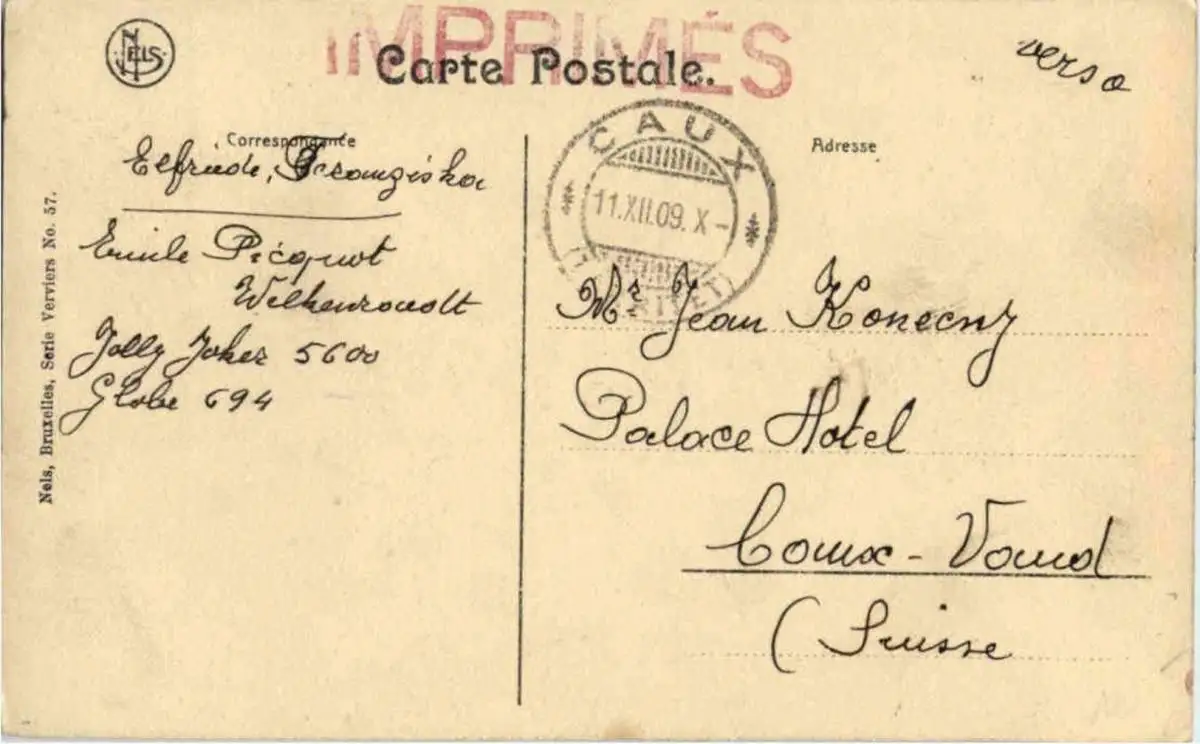 NELS
IMPRIMÉS
Carte Postale.
verso
Correspondance
Adresse
Elfriede, Franziska
Emile Picquot
Welkenraedt
Jolly Joker 5600
Globe 694
Nels, Bruxelles, Serie Verviers No. 57.
CAUX
11.XII.09. X-
Mr Jean Konecny
Palace Hotel
Caux-Vaud
(Suisse